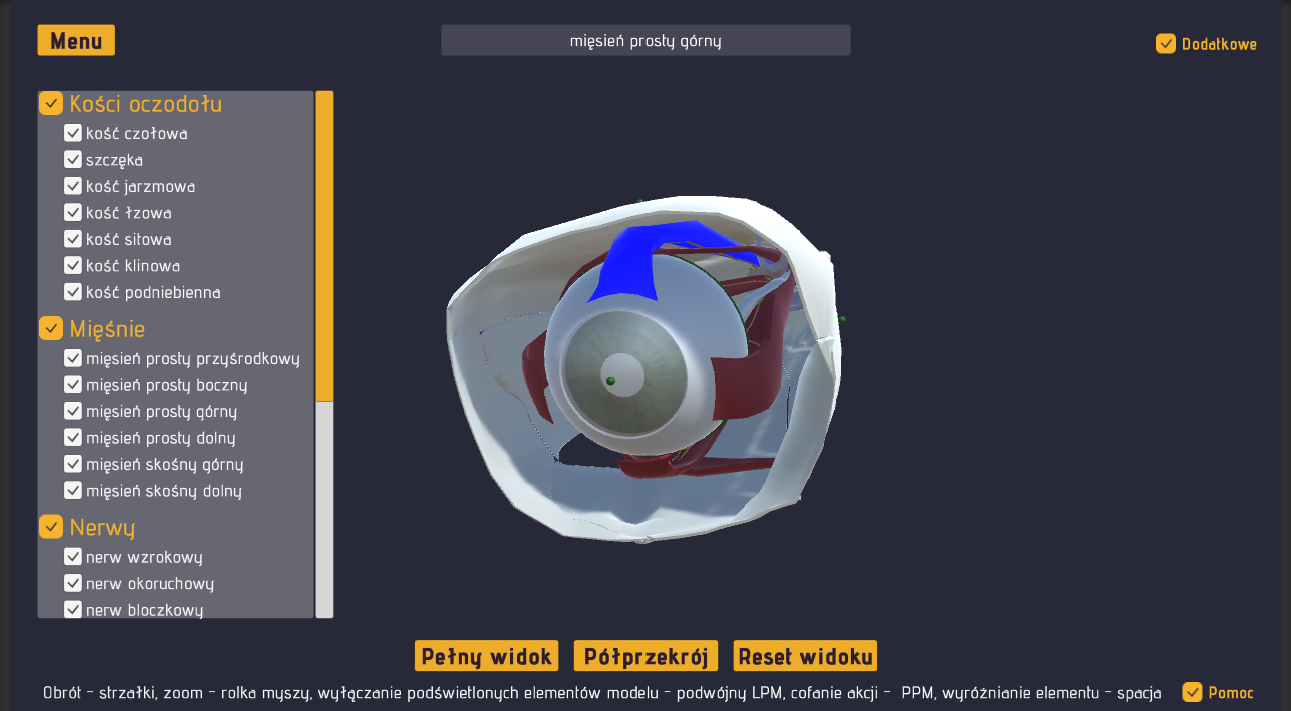 Menu
mięsień prosty górny
Dodatkowe
Kości oczodołu
kość czołowa
szczęka
kość jarzmowa
kość łzowa
kość sitowa
kość klinowa
kość podniebienna
Mięśnie
mięsień prosty przyśrodkowy
mięsień prosty boczny
mięsień prosty górny
mięsień prosty dolny
mięsień skośny górny
mięsień skośny dolny
Nerwy
nerw wzrokowy
nerw okoruchowy
nerw bloczkowy
Pełny widok
Półprzekrój
Reset widoku
Obrót - strzałki, zoom - rolka myszy, wyłączanie podświetlonych elementów modelu - podwójny LPM, cofanie akcji - PPM, wyróżnianie elementu - spacja
Pomoc